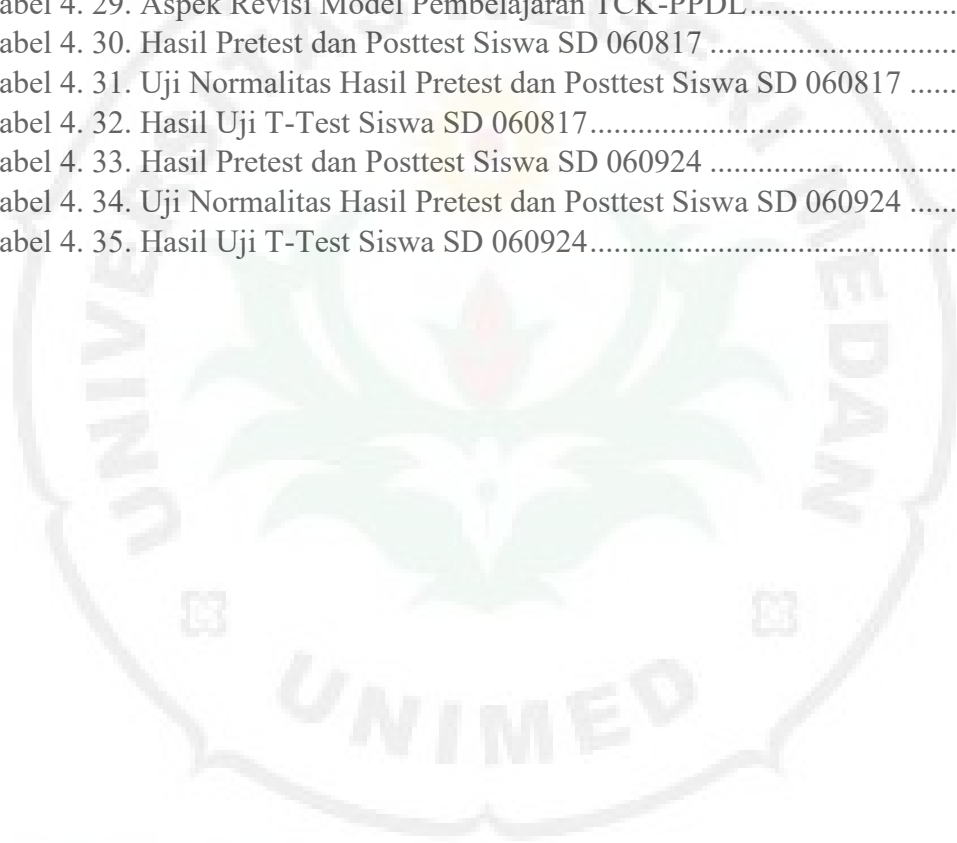 abel 4. 29. Aspek Revisi Model Pembelajaran TCK-PPDL............................
abel 4. 30. Hasil Pretest dan Posttest Siswa SD 060817 .................................
abel 4. 31. Uji Normalitas Hasil Pretest dan Posttest Siswa SD 060817 ......
abel 4. 32. Hasil Uji T-Test Siswa SD 060817.................................................
abel 4. 33. Hasil Pretest dan Posttest Siswa SD 060924 .................................
abel 4. 34. Uji Normalitas Hasil Pretest dan Posttest Siswa SD 060924 ......
abel 4. 35. Hasil Uji T-Test Siswa SD 060924.................................................
UNIVERSITAS NEGERI MEDAN
UNIMED